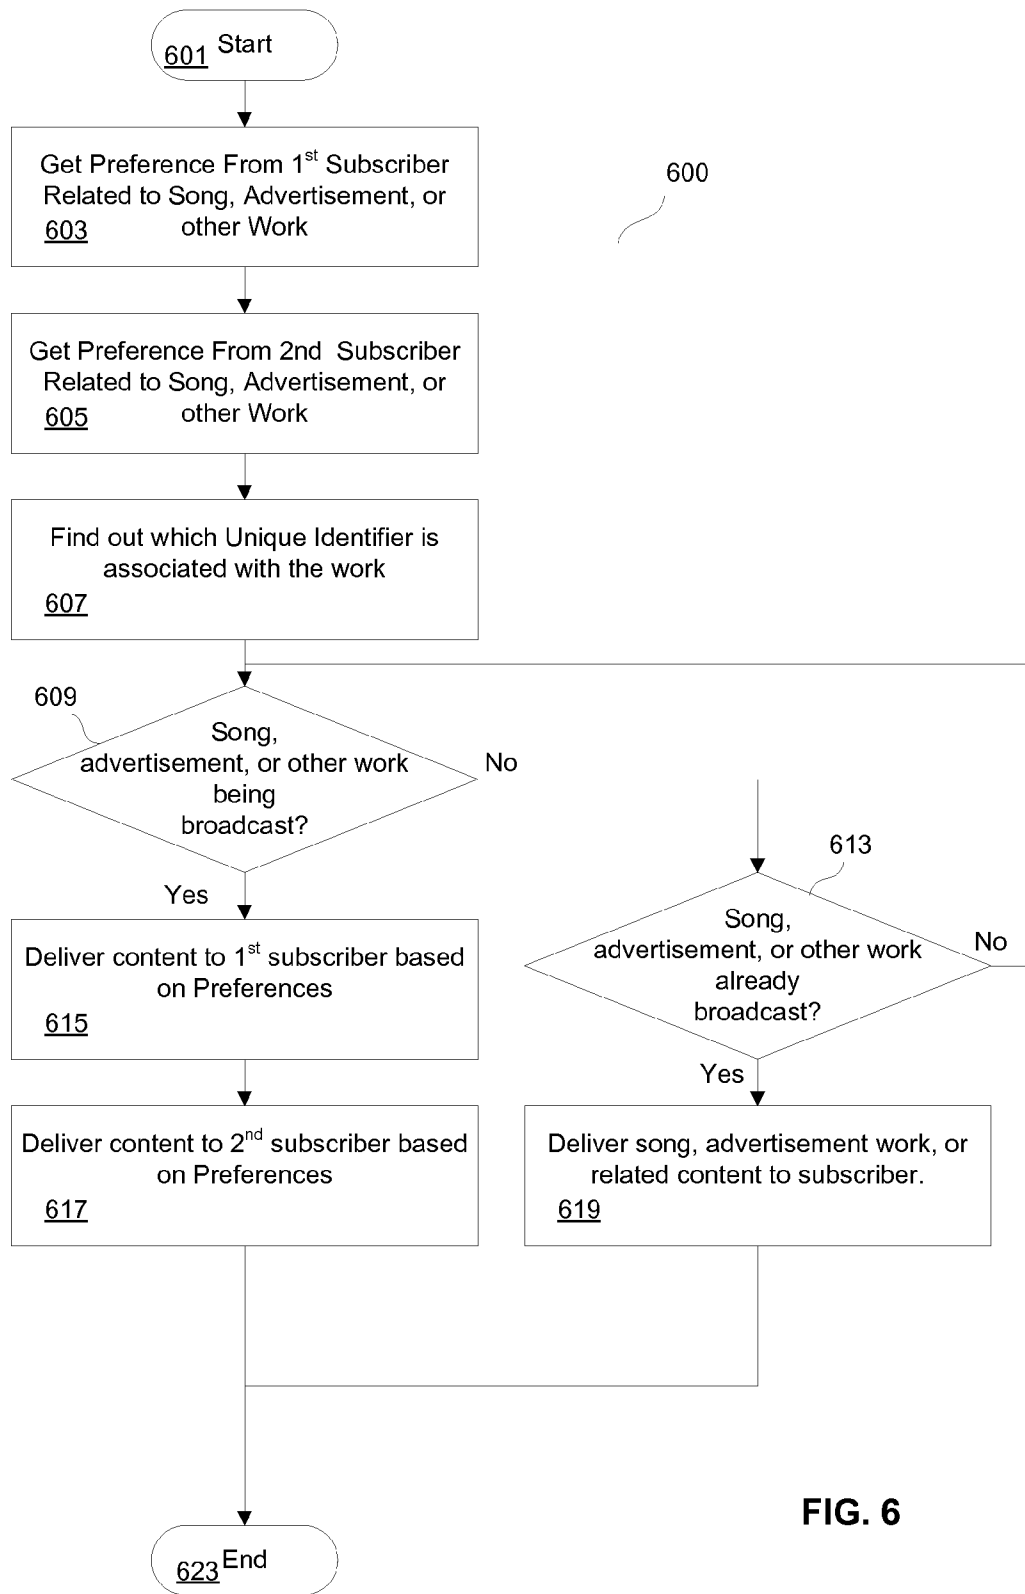 601 Start
Get Preference From 1st Subscriber
Related to Song, Advertisement, or
603 other Work
600
Get Preference From 2nd Subscriber
Related to Song, Advertisement, or
605 other Work
Find out which Unique Identifier is
associated with the work
607
609
Song,
advertisement, or other work
being
broadcast?
No
Yes
613
Song,
advertisement, or other work
already
broadcast?
No
Yes
Deliver content to 1st subscriber based
on Preferences
615
Deliver content to 2nd subscriber based
on Preferences
617
Deliver song, advertisement work, or
related content to subscriber.
619
FIG. 6
623 End